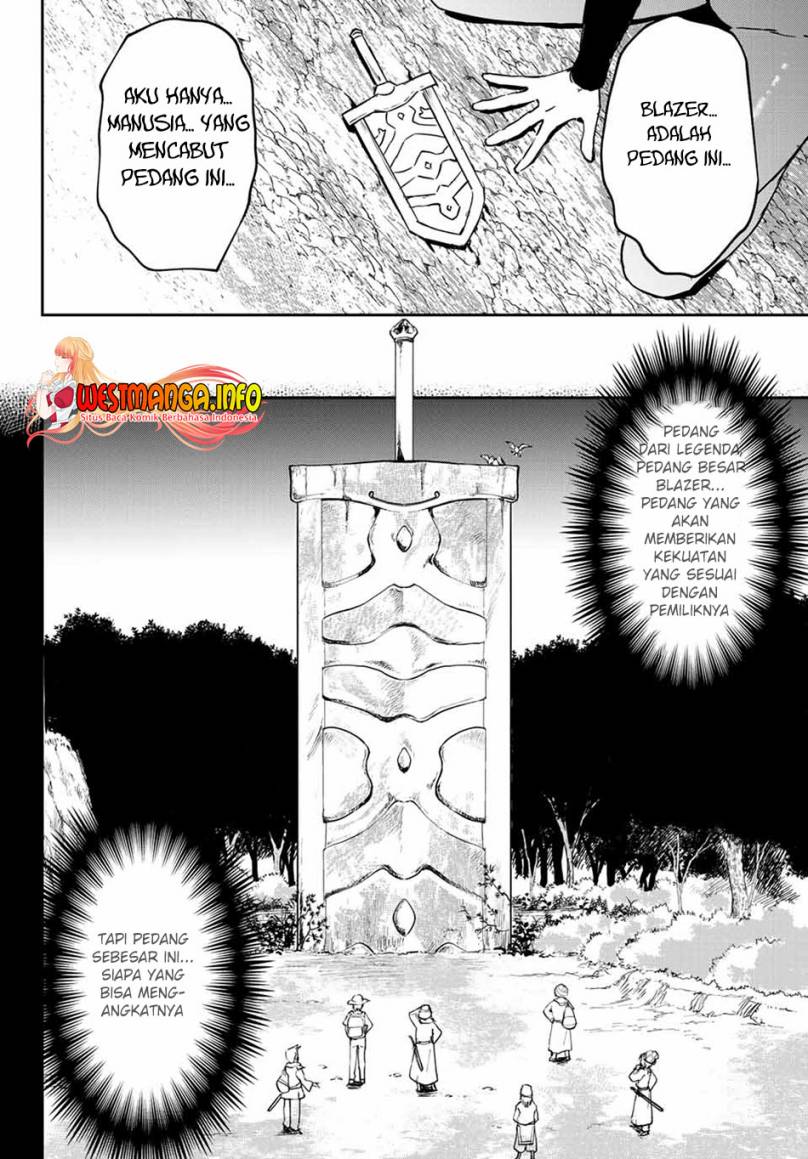 BLAZER...
ADALAH
PEDANG INI...
AKU HANYA...
MANUSIA... YANG
MENCABUT
PEDANG INI...
WESTMANGA.INFO
Situs Baca Komik Berbahasa Indonesia
PEDANG
DARI LEGENDA,
PEDANG BESAR
BLAZER...
PEDANG YANG
AKAN
MEMBERIKAN
KEKUATAN
YANG SESUAI
DENGAN
PEMILIKNYA
TAPI PEDANG
SEBESAR INI...
SIAPA YANG
BISA MENG-
ANGKATNYA